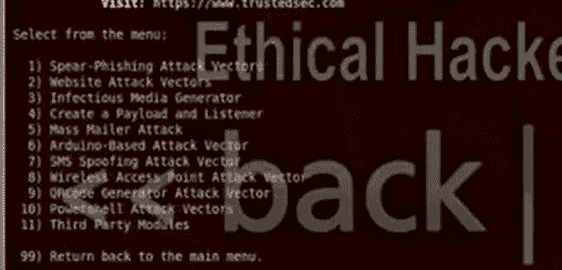 Visit: https://www.trustedsec.com
Select from the menu:
1) Spear-Phishing Attack Vectors
2) Website Attack Vectors
3) Infectious Media Generator
4) Create a Payload and Listener
5) Mass Mailer Attack
6) Arduino-Based Attack Vector
7) SMS Spoofing Attack Vector
8) Wireless Access Point Attack Vector
9) QRCode Generator Attack Vector
10) Powershell Attack Vectors
11) Third Party Modules
99) Return back to the main menu.
Ethical Hacke
<< back |